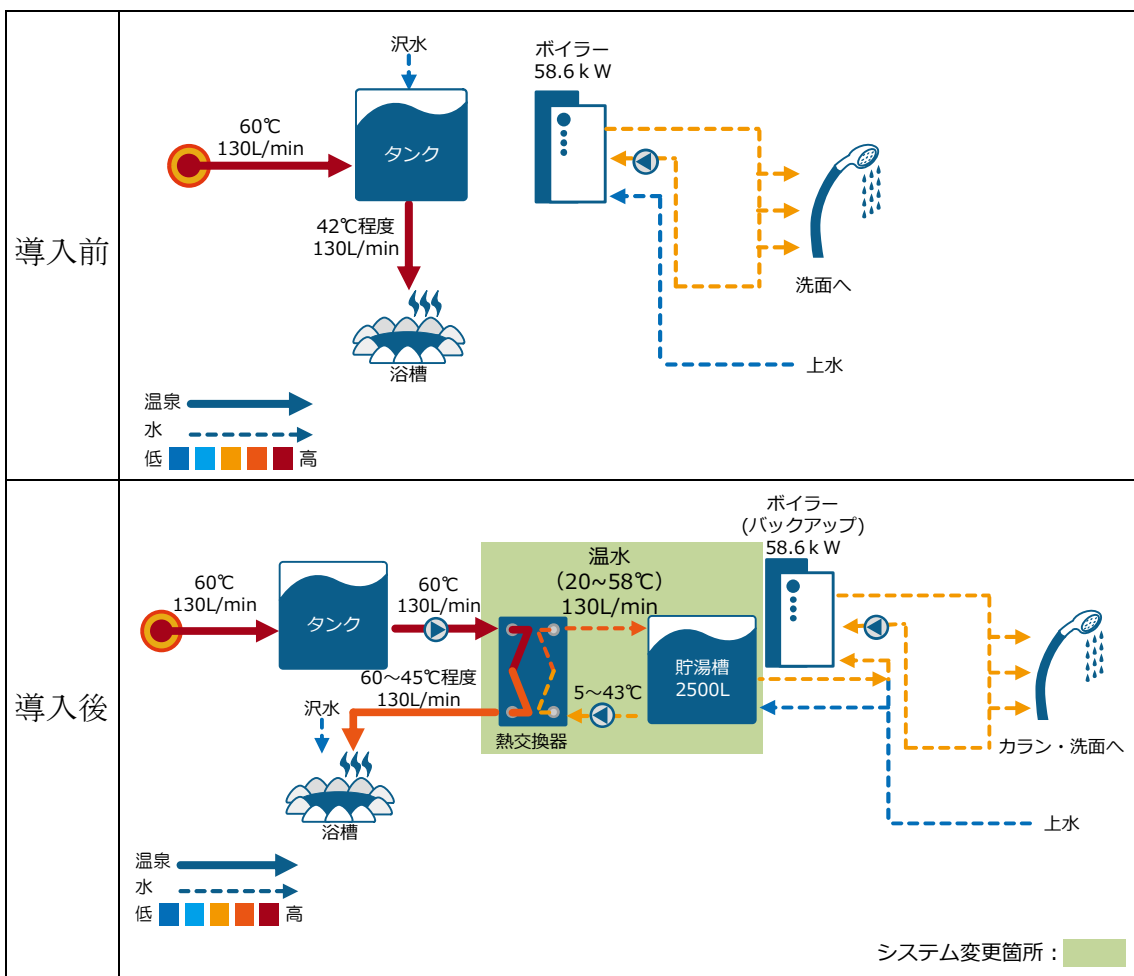 導入前
沢水
タンク
60℃
130L/min
42℃程度
130L/min
浴槽
ボイラー
58.6ｋW
洗面へ
上水
温泉
水
低 高
導入後
60℃
130L/min
タンク
60℃
130L/min
60～45℃程度
130L/min
沢水
浴槽
温水
（20~58℃）
130L/min
熱交換器
5～43℃
貯湯槽
2500L
ボイラー
(バックアップ)
58.6ｋW
カラン・洗面へ
上水
温泉
水
低 高
システム変更箇所：